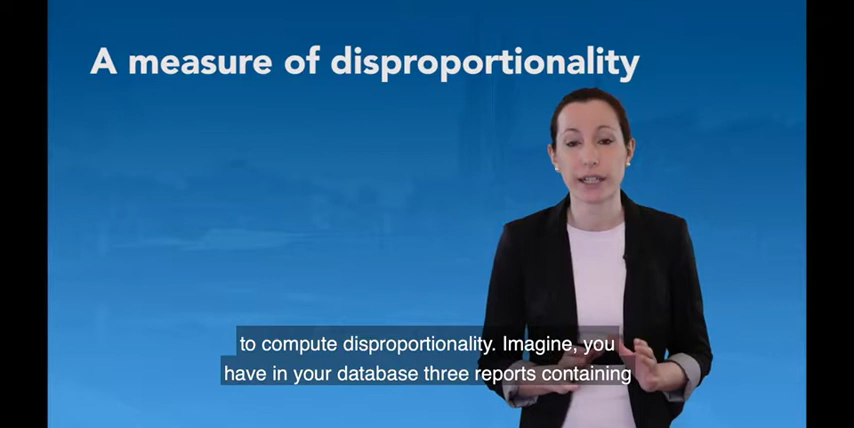 A measure of disproportionality
to compute disproportionality. Imagine, you
have in your database three reports containing